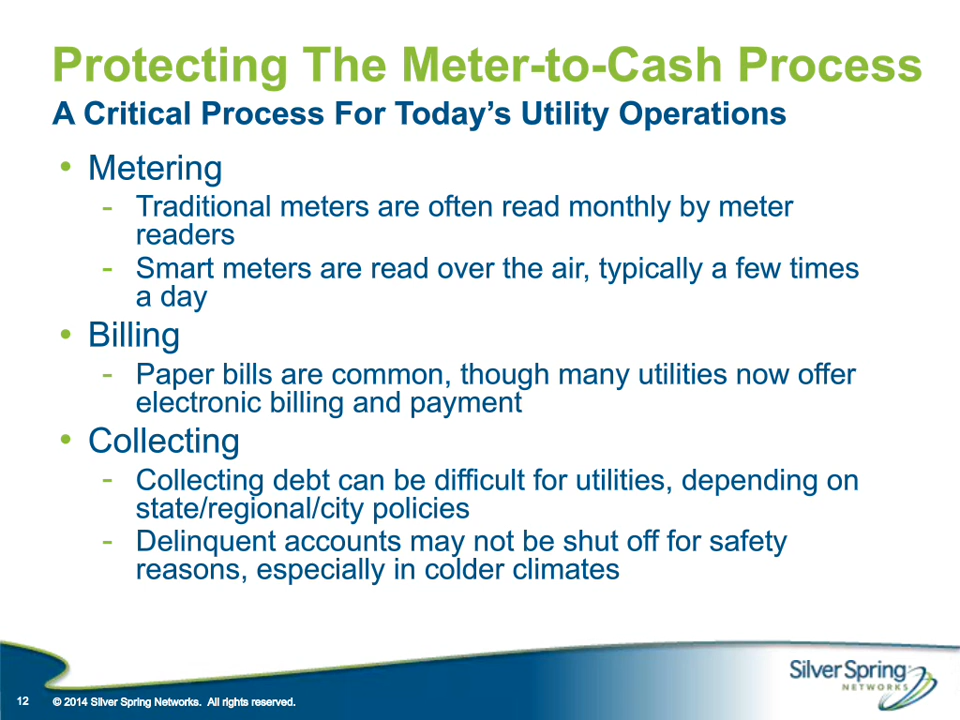 Protecting The Meter-to-Cash Process
A Critical Process For Today's Utility Operations
• Metering
- Traditional meters are often read monthly by meter
readers
- Smart meters are read over the air, typically a few times
a day
• Billing
- Paper bills are common, though many utilities now offer
electronic billing and payment
• Collecting
- Collecting debt can be difficult for utilities, depending on
state/regional/city policies
- Delinquent accounts may not be shut off for safety
reasons, especially in colder climates
12 © 2014 Silver Spring Networks. All rights reserved.
Silver Spring
NETWORKS